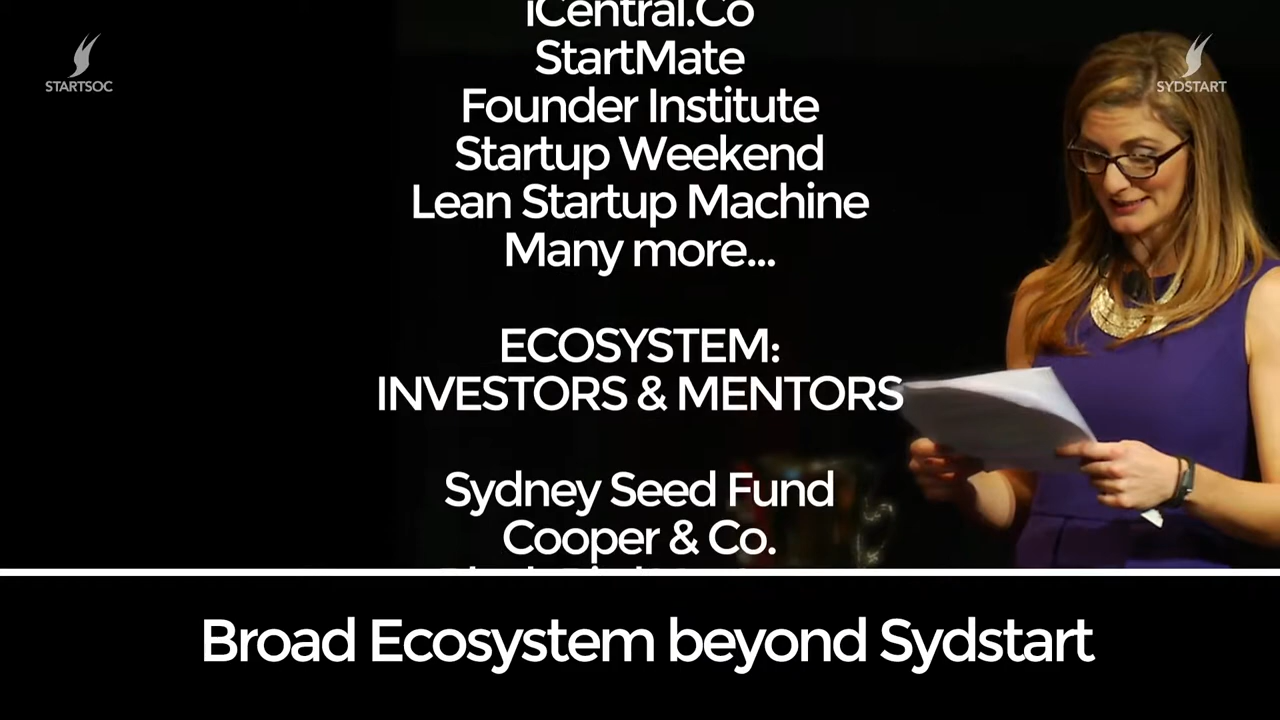 iCentral.Co
STARTSOC
SYDSTART
StartMate
Founder Institute
Startup Weekend
Lean Startup Machine
Many more...
ECOSYSTEM:
INVESTORS & MENTORS
Sydney Seed Fund
Cooper & Co.
Broad Ecosystem beyond Sydstart